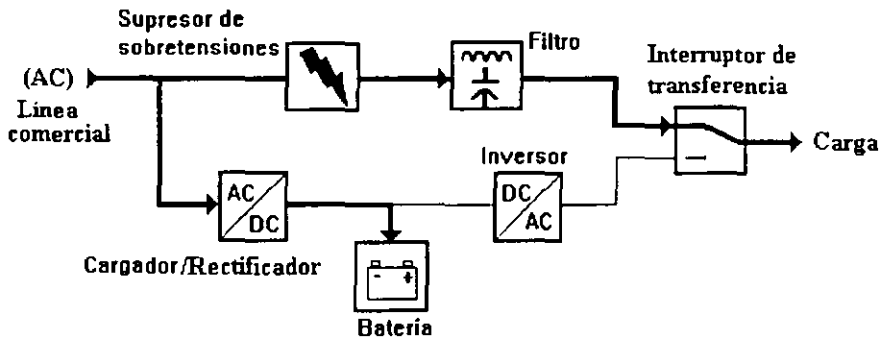 Supresor de
sobretensiones
Filtro
Interruptor de
transferencia
(AC)
Línea
comercial
Carga
Inversor
AC
DC
DC
AC
Cargador/Rectificador
- +
Batería